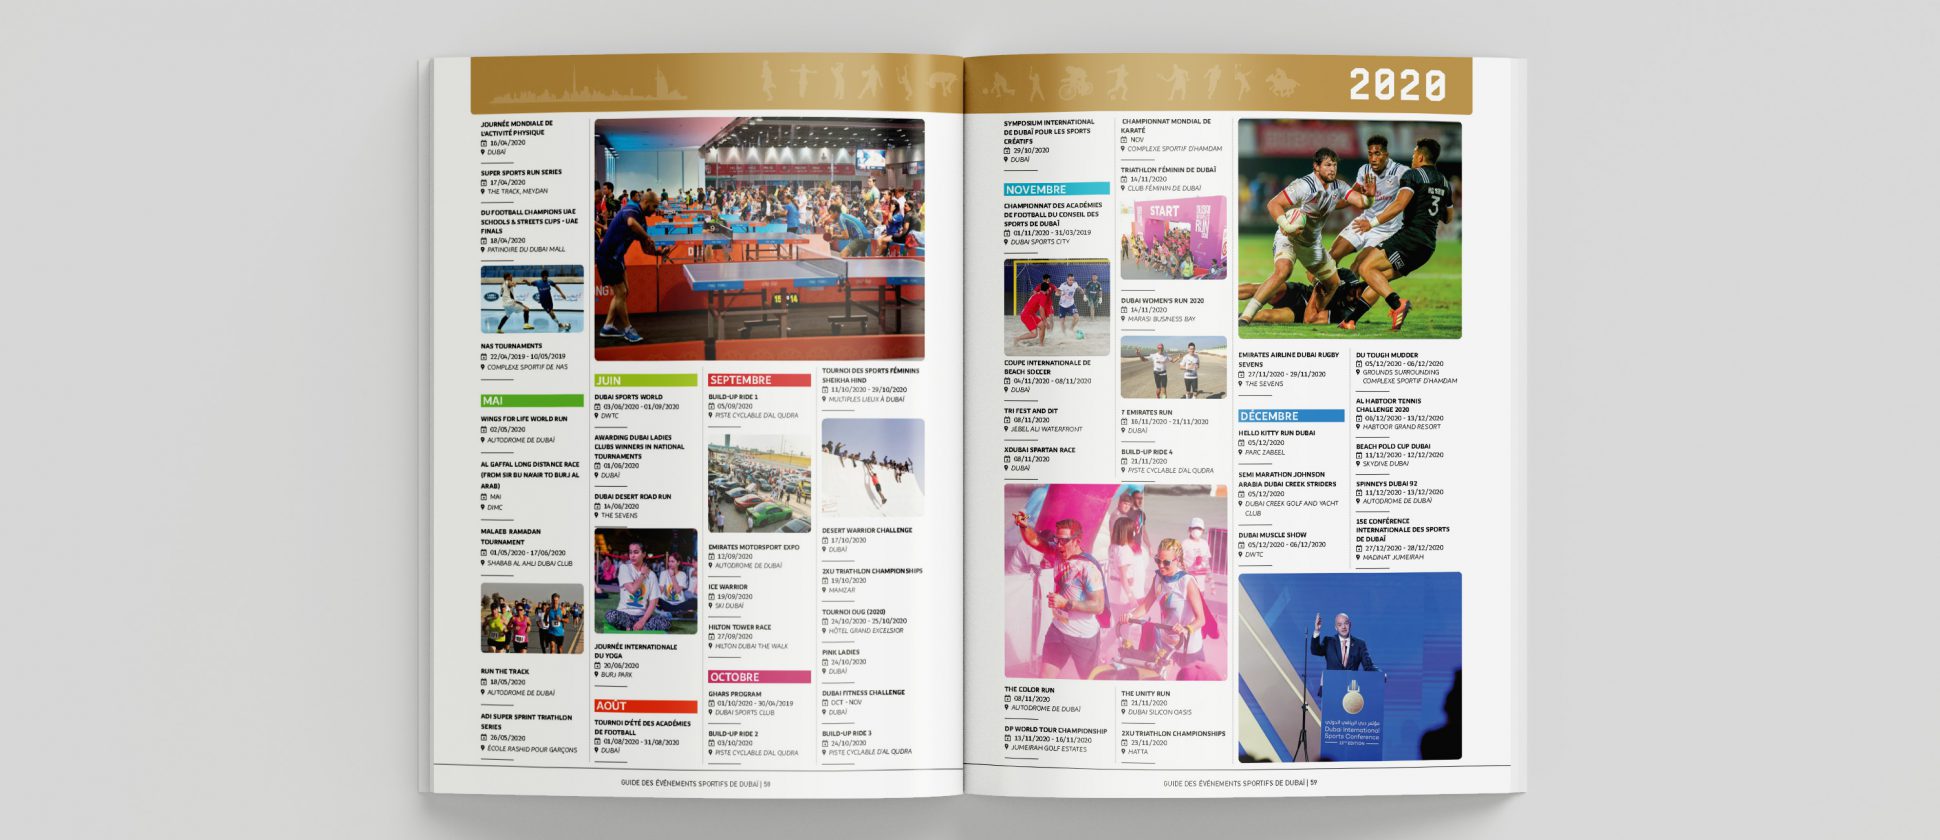 2020
JOURNÉE MONDIALE DE
L'ACTIVITÉ PHYSIQUE
16/04/2020
DUBAÏ
SUPER SPORTS RUN SERIES
17/04/2020
THE TRACK, MEYDAN
DU FOOTBALL CHAMPIONS UAE
SCHOOLS & STREETS CUPS - UAE
FINALS
18/04/2020
PATINOIRE DU DUBAI MALL
NAS TOURNAMENTS
22/04/2019 - 10/05/2019
COMPLEXE SPORTIF DE NAS
MAI
WINGS FOR LIFE WORLD RUN
02/05/2020
AUTODROME DE DUBAÏ
AL GAFFAL LONG DISTANCE RACE
(FROM SIR BU NA'AIR TO BURJ AL
ARAB)
MAI
DIMC
MALAEB RAMADAN
TOURNAMENT
01/05/2020 - 17/06/2020
SHABAB AL AHLI DUBAI CLUB
RUN THE TRACK
18/05/2020
AUTODROME DE DUBAÏ
ADI SUPER SPRINT TRIATHLON
SERIES
26/05/2020
ÉCOLE RASHID POUR GARÇONS
JUIN
DUBAI SPORTS WORLD
03/06/2020 - 01/09/2020
DWTC
AWARDING DUBAI LADIES
CLUBS WINNERS IN NATIONAL
TOURNAMENTS
01/06/2020
DUBAÏ
DUBAI DESERT ROAD RUN
14/06/2020
THE SEVENS
JOURNÉE INTERNATIONALE
DU YOGA
20/06/2020
BURJ PARK
AOÛT
TOURNOI D'ÉTÉ DES ACADÉMIES
DE FOOTBALL
01/08/2020 - 31/08/2020
DUBAÏ
SEPTEMBRE
BUILD-UP RIDE 1
05/09/2020
PISTE CYCLABLE D'AL QUDRA
EMIRATES MOTORSPORT EXPO
12/09/2020
AUTODROME DE DUBAÏ
ICE WARRIOR
19/09/2020
SKI DUBAÏ
HILTON TOWER RACE
27/09/2020
HILTON DUBAI THE WALK
OCTOBRE
GHARS PROGRAM
01/10/2020 - 30/04/2019
DUBAI SPORTS CLUB
BUILD-UP RIDE 2
03/10/2020
PISTE CYCLABLE D'AL QUDRA
TOURNOI DES SPORTS FÉMININS
SHEIKHA HIND
11/10/2020 - 29/10/2020
MULTIPLES LIEUX À DUBAÏ
DESERT WARRIOR CHALLENGE
17/10/2020
DUBAÏ
2XU TRIATHLON CHAMPIONSHIPS
19/10/2020
MAMZAR
TOURNOI OUG (2020)
24/10/2020 - 25/10/2020
HÔTEL GRAND EXCELSIOR
PINK LADIES
24/10/2020
DUBAÏ
DUBAI FITNESS CHALLENGE
OCT - NOV
DUBAÏ
BUILD-UP RIDE 3
24/10/2020
PISTE CYCLABLE D'AL QUDRA
GUIDE DES ÉVÉNEMENTS SPORTIFS DE DUBAÏ | 59
SYMPOSIUM INTERNATIONAL
DE DUBAÏ POUR LES SPORTS
CRÉATIFS
29/10/2020
DUBAÏ
NOVEMBRE
CHAMPIONNAT DES ACADÉMIES
DE FOOTBALL DU CONSEIL DES
SPORTS DE DUBAÏ
01/11/2020 - 31/03/2019
DUBAI SPORTS CITY
COUPE INTERNATIONALE DE
BEACH SOCCER
04/11/2020 - 08/11/2020
DUBAÏ
TRI FEST AND DIT
08/11/2020
JEBEL ALI WATERFRONT
XDUBAI SPARTAN RACE
08/11/2020
DUBAÏ
THE COLOR RUN
08/11/2020
AUTODROME DE DUBAÏ
DP WORLD TOUR CHAMPIONSHIP
13/11/2020 - 16/11/2020
JUMEIRAH GOLF ESTATES
CHAMPIONNAT MONDIAL DE
KARATÉ
NOV
COMPLEXE SPORTIF D'HAMDAM
TRIATHLON FÉMININ DE DUBAÏ
14/11/2020
CLUB FÉMININ DE DUBAÏ
START
RUN
DUBAI WOMEN'S RUN 2020
14/11/2020
MARASI BUSINESS BAY
7 EMIRATES RUN
16/11/2020 - 21/11/2020
DUBAÏ
BUILD-UP RIDE 4
21/11/2020
PISTE CYCLABLE D'AL QUDRA
THE UNITY RUN
21/11/2020
DUBAI SILICON OASIS
2XU TRIATHLON CHAMPIONSHIPS
23/11/2020
HATTA
3
EMIRATES AIRLINE DUBAI RUGBY
SEVENS
27/11/2020 - 29/11/2020
THE SEVENS
DÉCEMBRE
HELLO KITTY RUN DUBAI
05/12/2020
PARC ZABEEL
SEMI MARATHON JOHNSON
ARABIA DUBAI CREEK STRIDERS
05/12/2020
DUBAI CREEK GOLF AND YACHT
CLUB
DUBAI MUSCLE SHOW
05/12/2020 - 06/12/2020
DWTC
DU TOUGH MUDDER
05/12/2020 - 06/12/2020
GROUNDS SURROUNDING
COMPLEXE SPORTIF D'HAMDAM
AL HABTOOR TENNIS
CHALLENGE 2020
08/12/2020 - 13/12/2020
HABTOOR GRAND RESORT
BEACH POLO CUP DUBAI
11/12/2020 - 12/12/2020
SKYDIVE DUBAI
SPINNEYS DUBAI 92
11/12/2020 - 13/12/2020
AUTODROME DE DUBAÏ
15E CONFÉRENCE
INTERNATIONALE DES SPORTS
DE DUBAÏ
27/12/2020 - 28/12/2020
MADINAT JUMEIRAH
مؤتمر دبي الرياضي الدولي
Dubai International
Sports Conference
GUIDE DES ÉVÉNEMENTS SPORTIFS DE DUBAÏ | 59